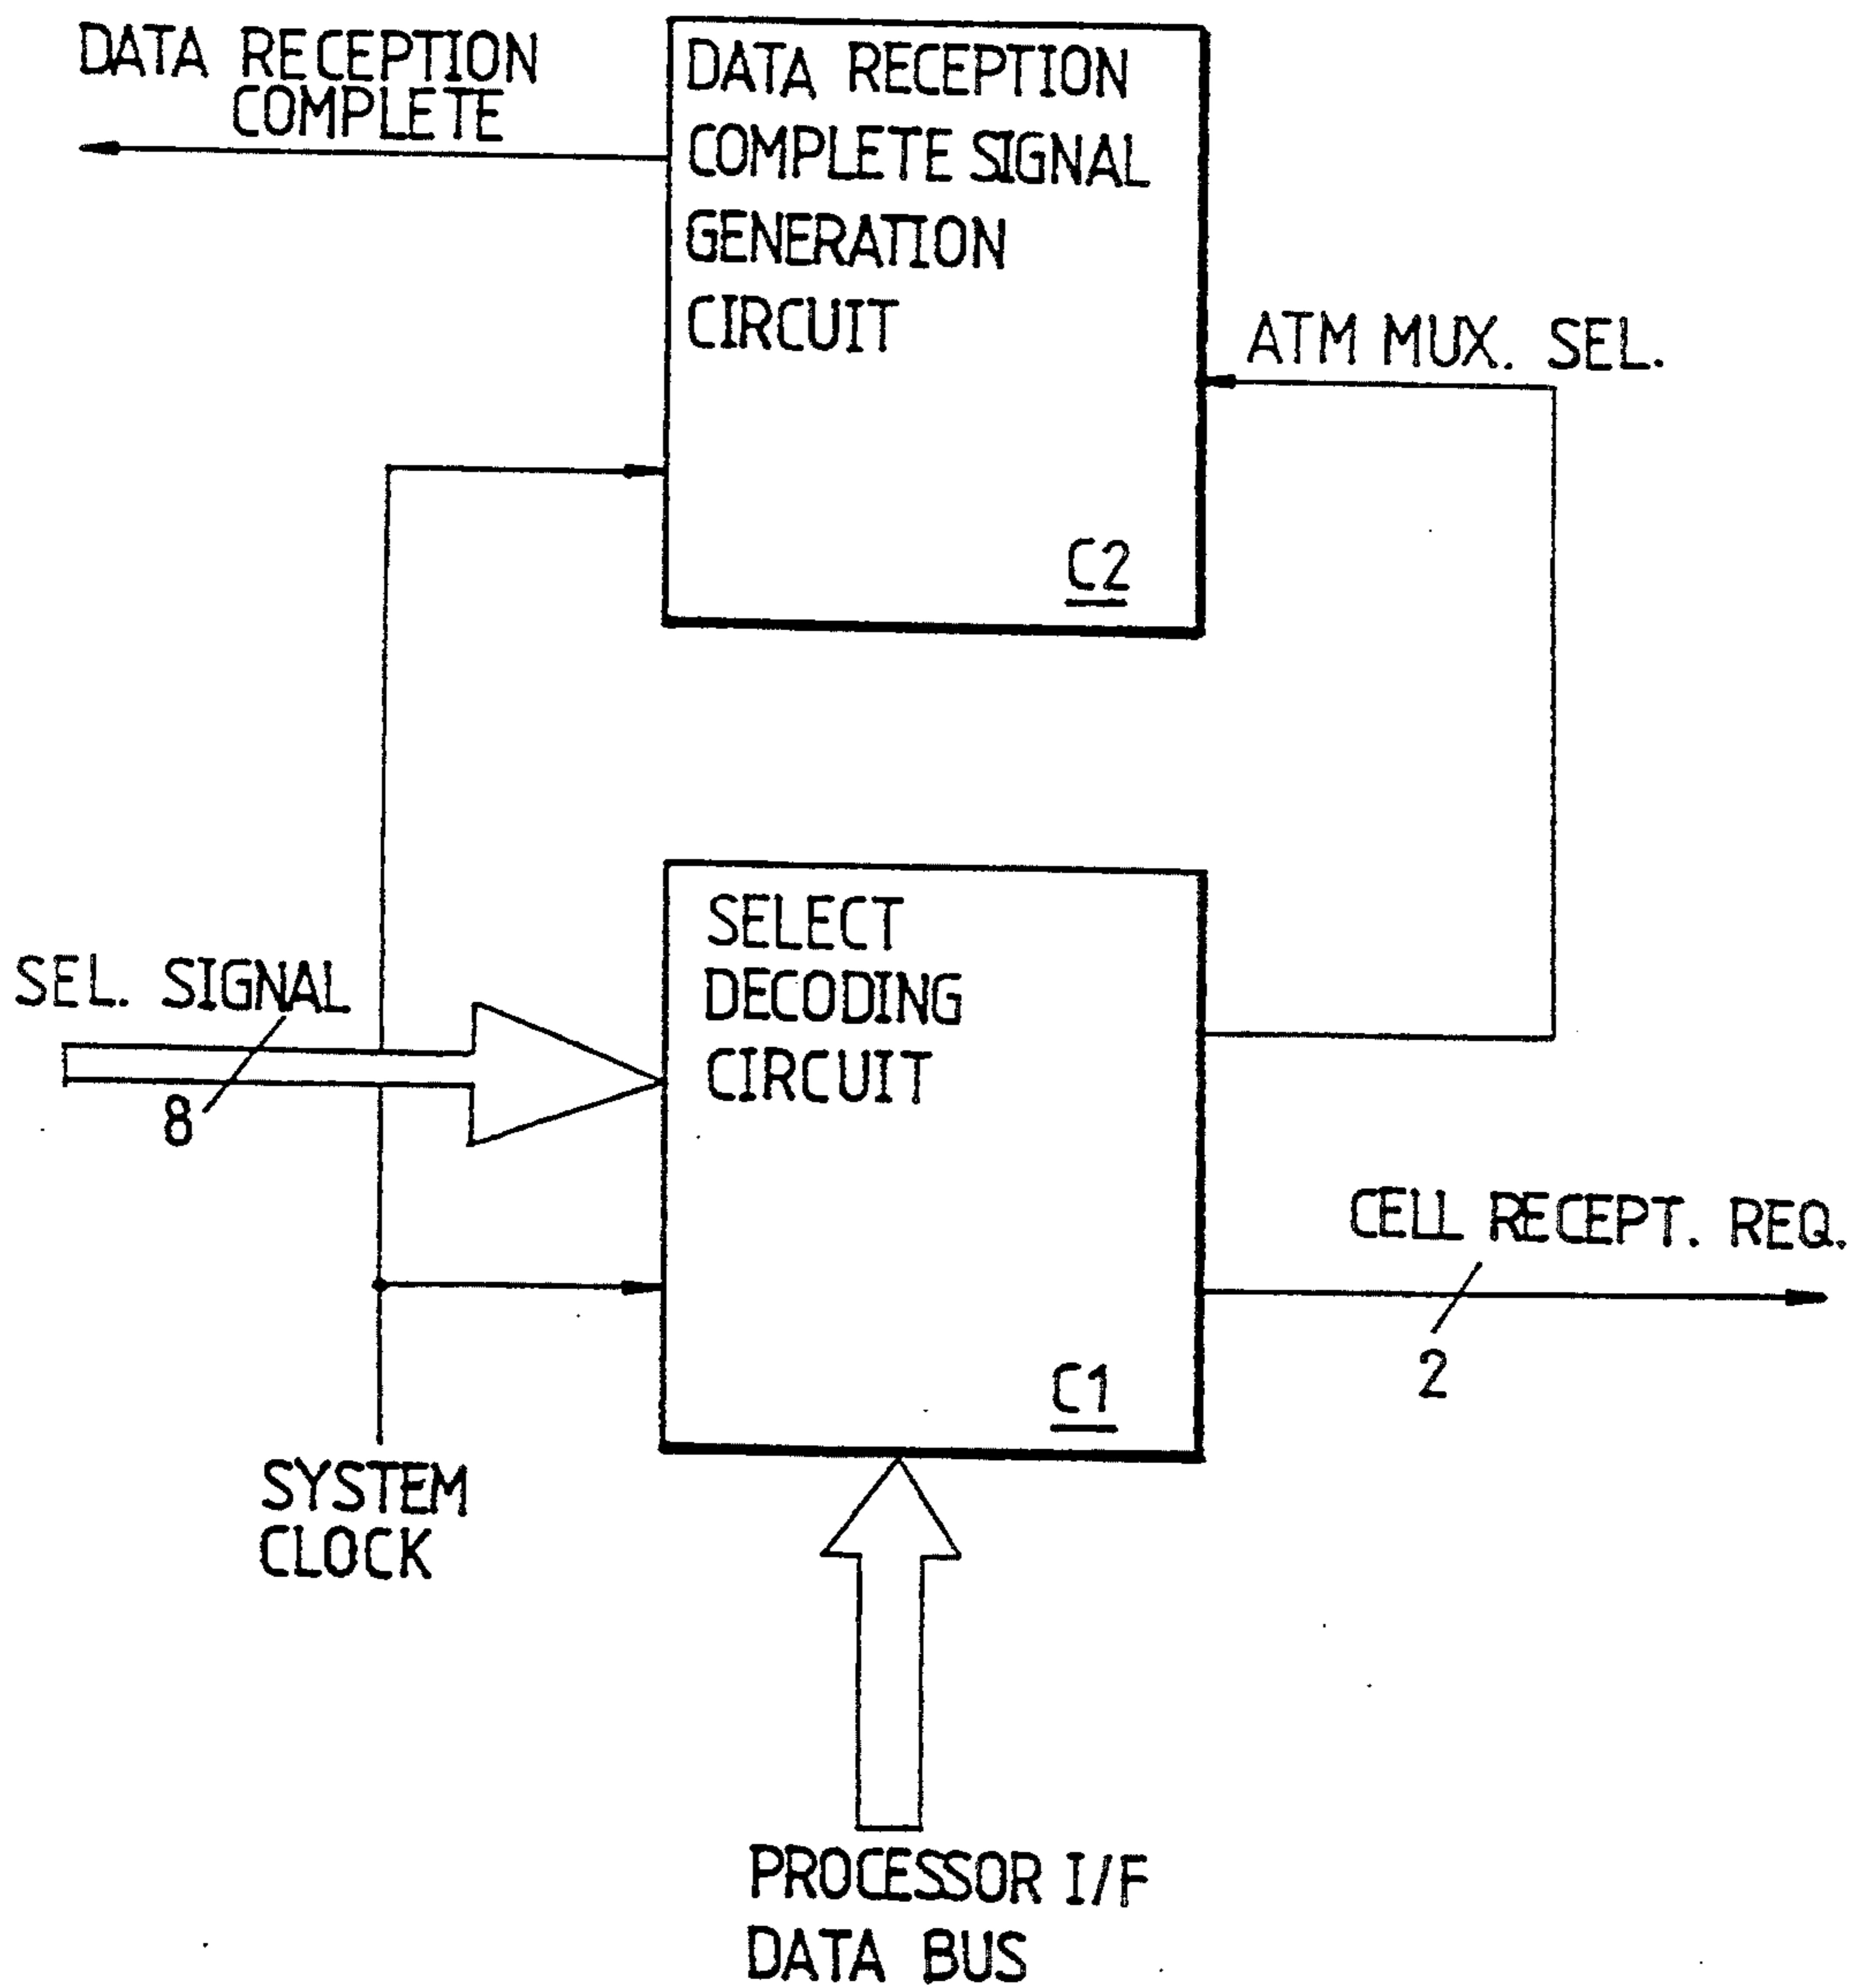 DATA RECEPTION
COMPLETE
DATA RECEPTION
COMPLETE SIGNAL
GENERATION
CIRCUIT
C2
ATM MUX. SEL.
SEL. SIGNAL
8
SELECT
DECODING
CIRCUIT
C1
CELL RECEPT. REQ.
2
SYSTEM
CLOCK
PROCESSOR I/F
DATA BUS